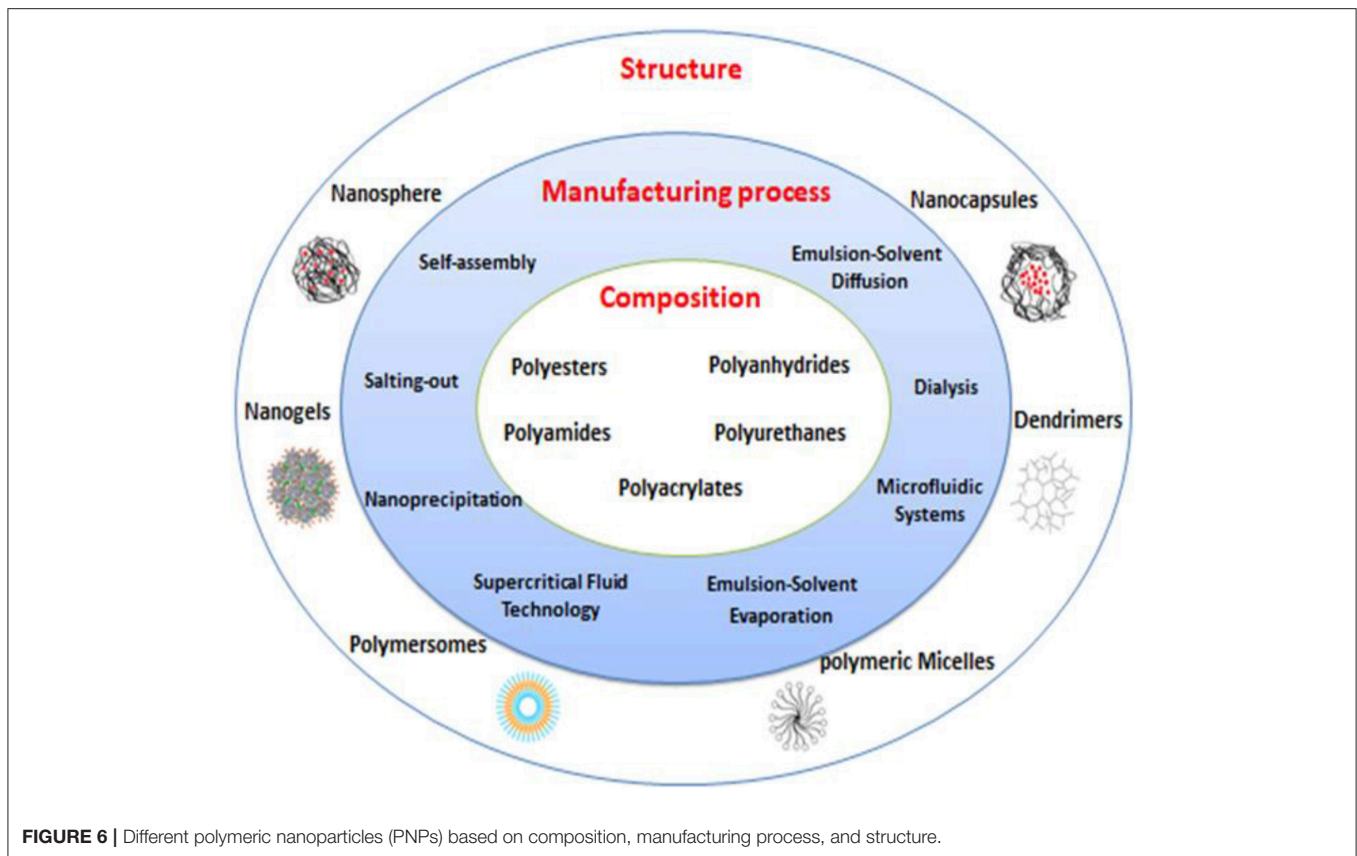 Structure
Nanosphere
Manufacturing process
Nanocapsules
Self-assembly
Emulsion-Solvent
Diffusion
Composition
Polyesters
Polyanhydrides
Salting-out
Dialysis
Nanogels
Dendrimers
Polyamides
Polyurethanes
Polyacrylates
Nanoprecipitation
Microfluidic
Systems
Supercritical Fluid
Technology
Emulsion-Solvent
Evaporation
Polymersomes
polymeric Micelles
FIGURE 6 | Different polymeric nanoparticles (PNPs) based on composition, manufacturing process, and structure.